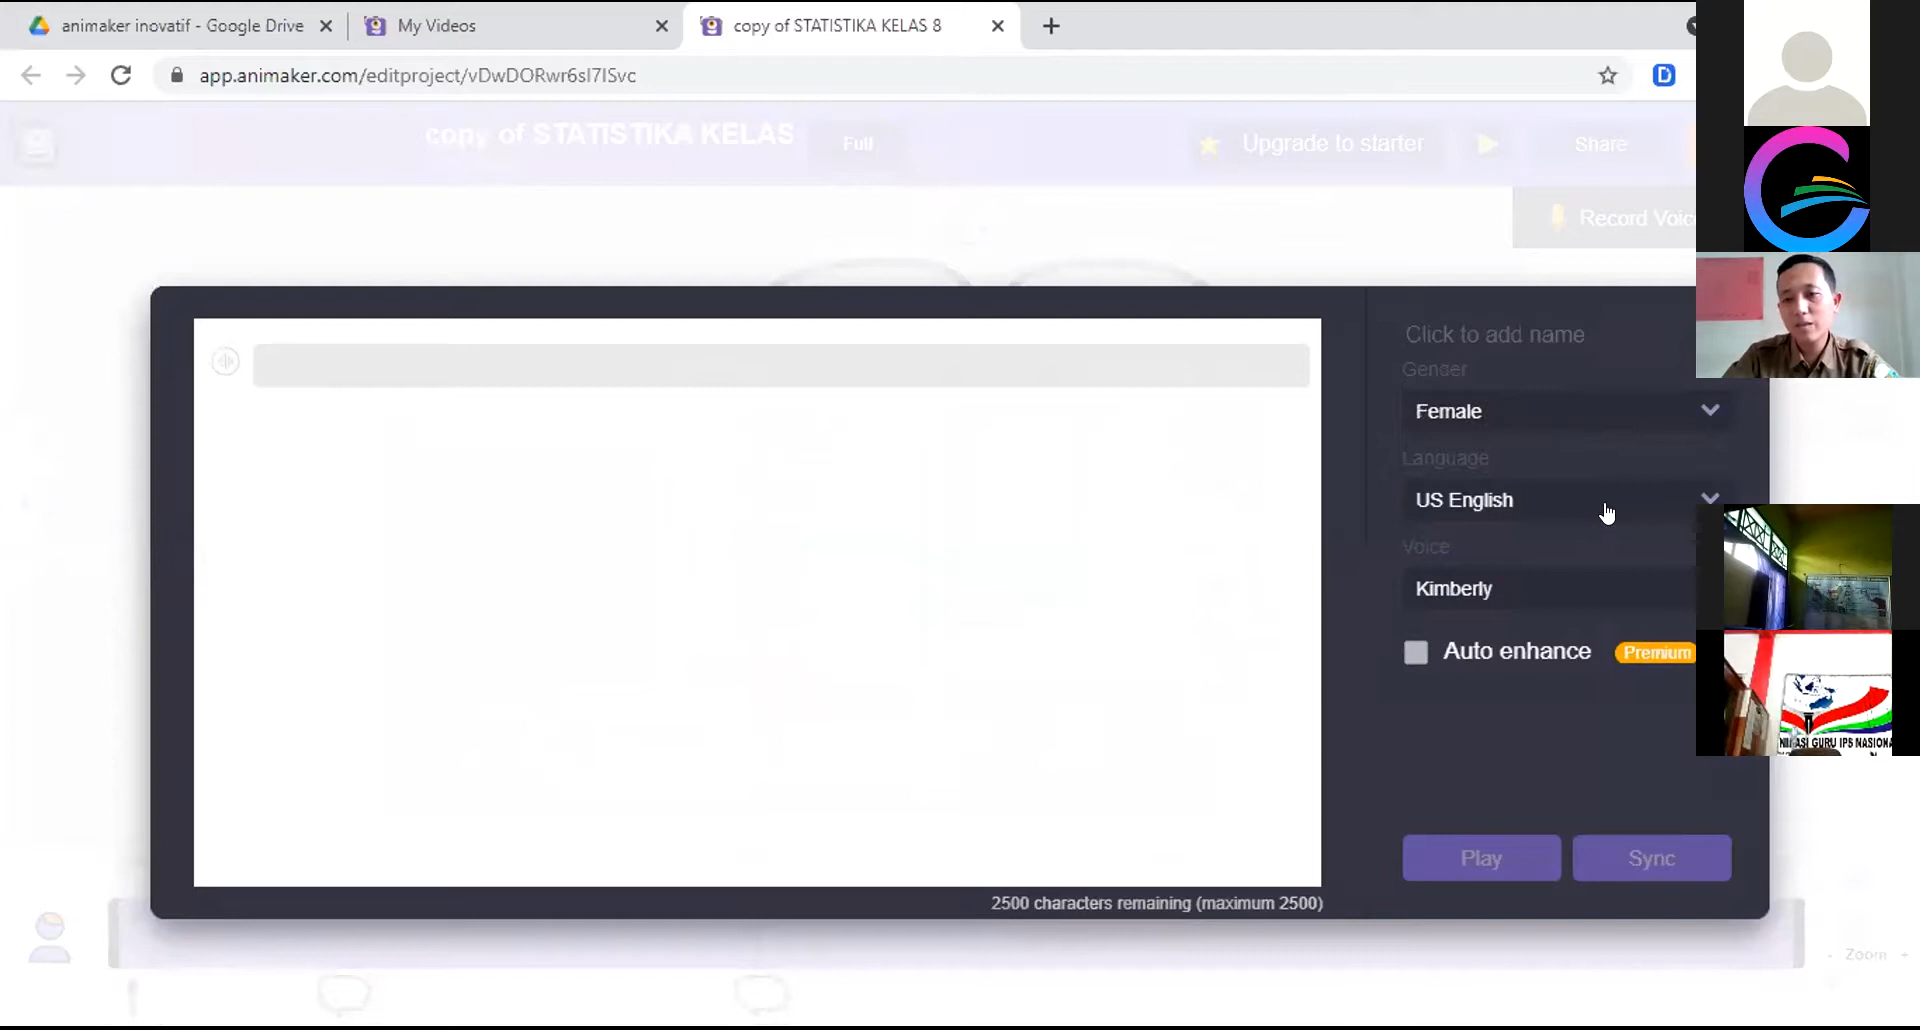 animaker inovatif - Google Drive
My Videos
copy of STATISTIKA KELAS 8
app.animaker.com/editproject/vDwDORwr6sI7ISvc
copy of STATISTIKA KELAS
Full
Upgrade to starter
Share
Record Voic
Click to add name
Gender
Female
Language
US English
Voice
Kimberly
Auto enhance
Premium
Play
Sync
2500 characters remaining (maximum 2500)
ASI GURU IPS NASIONA
- Zoom +